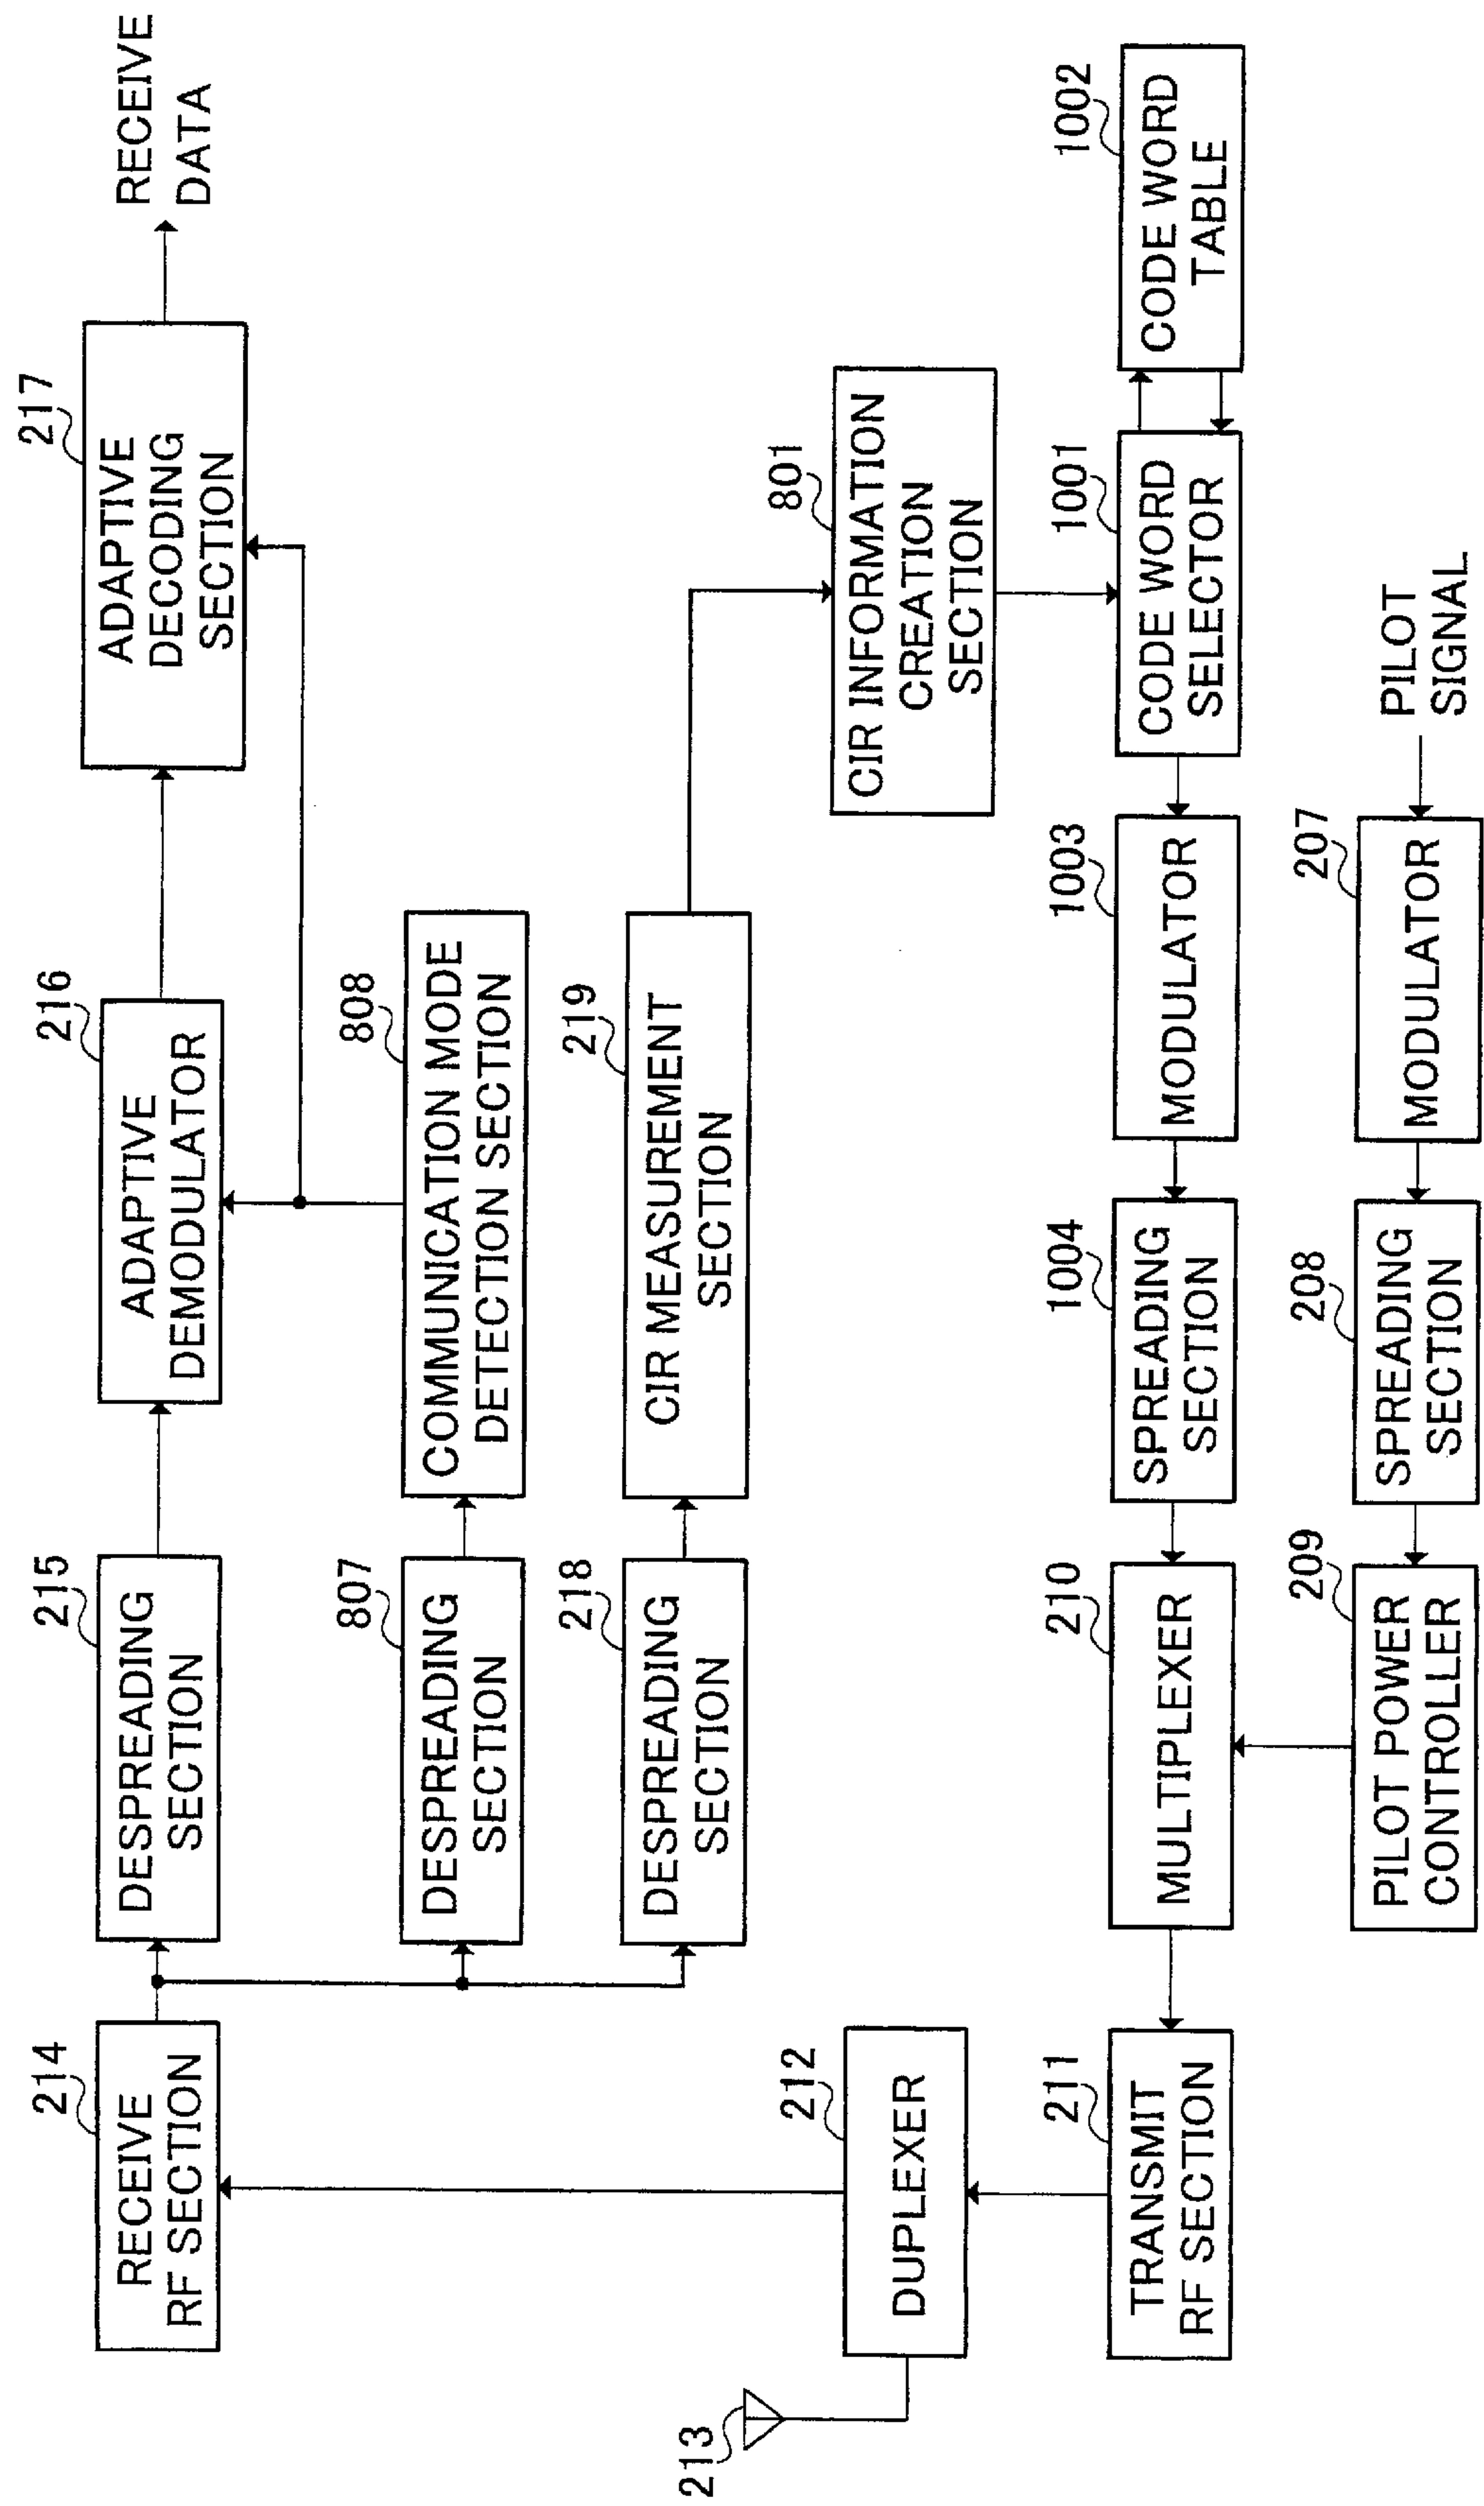 214
RECEIVE
RF SECTION
215
DESPREADING
SECTION
216
ADAPTIVE
DEMODULATOR
217
ADAPTIVE
DECODING
SECTION
RECEIVE
DATA
807
DESPREADING
SECTION
808
COMMUNICATION MODE
DETECTION SECTION
218
DESPREADING
SECTION
219
CIR MEASUREMENT
SECTION
213
212
DUPLEXER
801
CIR INFORMATION
CREATION
SECTION
211
TRANSMIT
RF SECTION
210
MULTIPLEXER
1004
SPREADING
SECTION
1003
MODULATOR
1001
CODE WORD
SELECTOR
1002
CODE WORD
TABLE
209
PILOT POWER
CONTROLLER
208
SPREADING
SECTION
207
MODULATOR
PILOT
SIGNAL